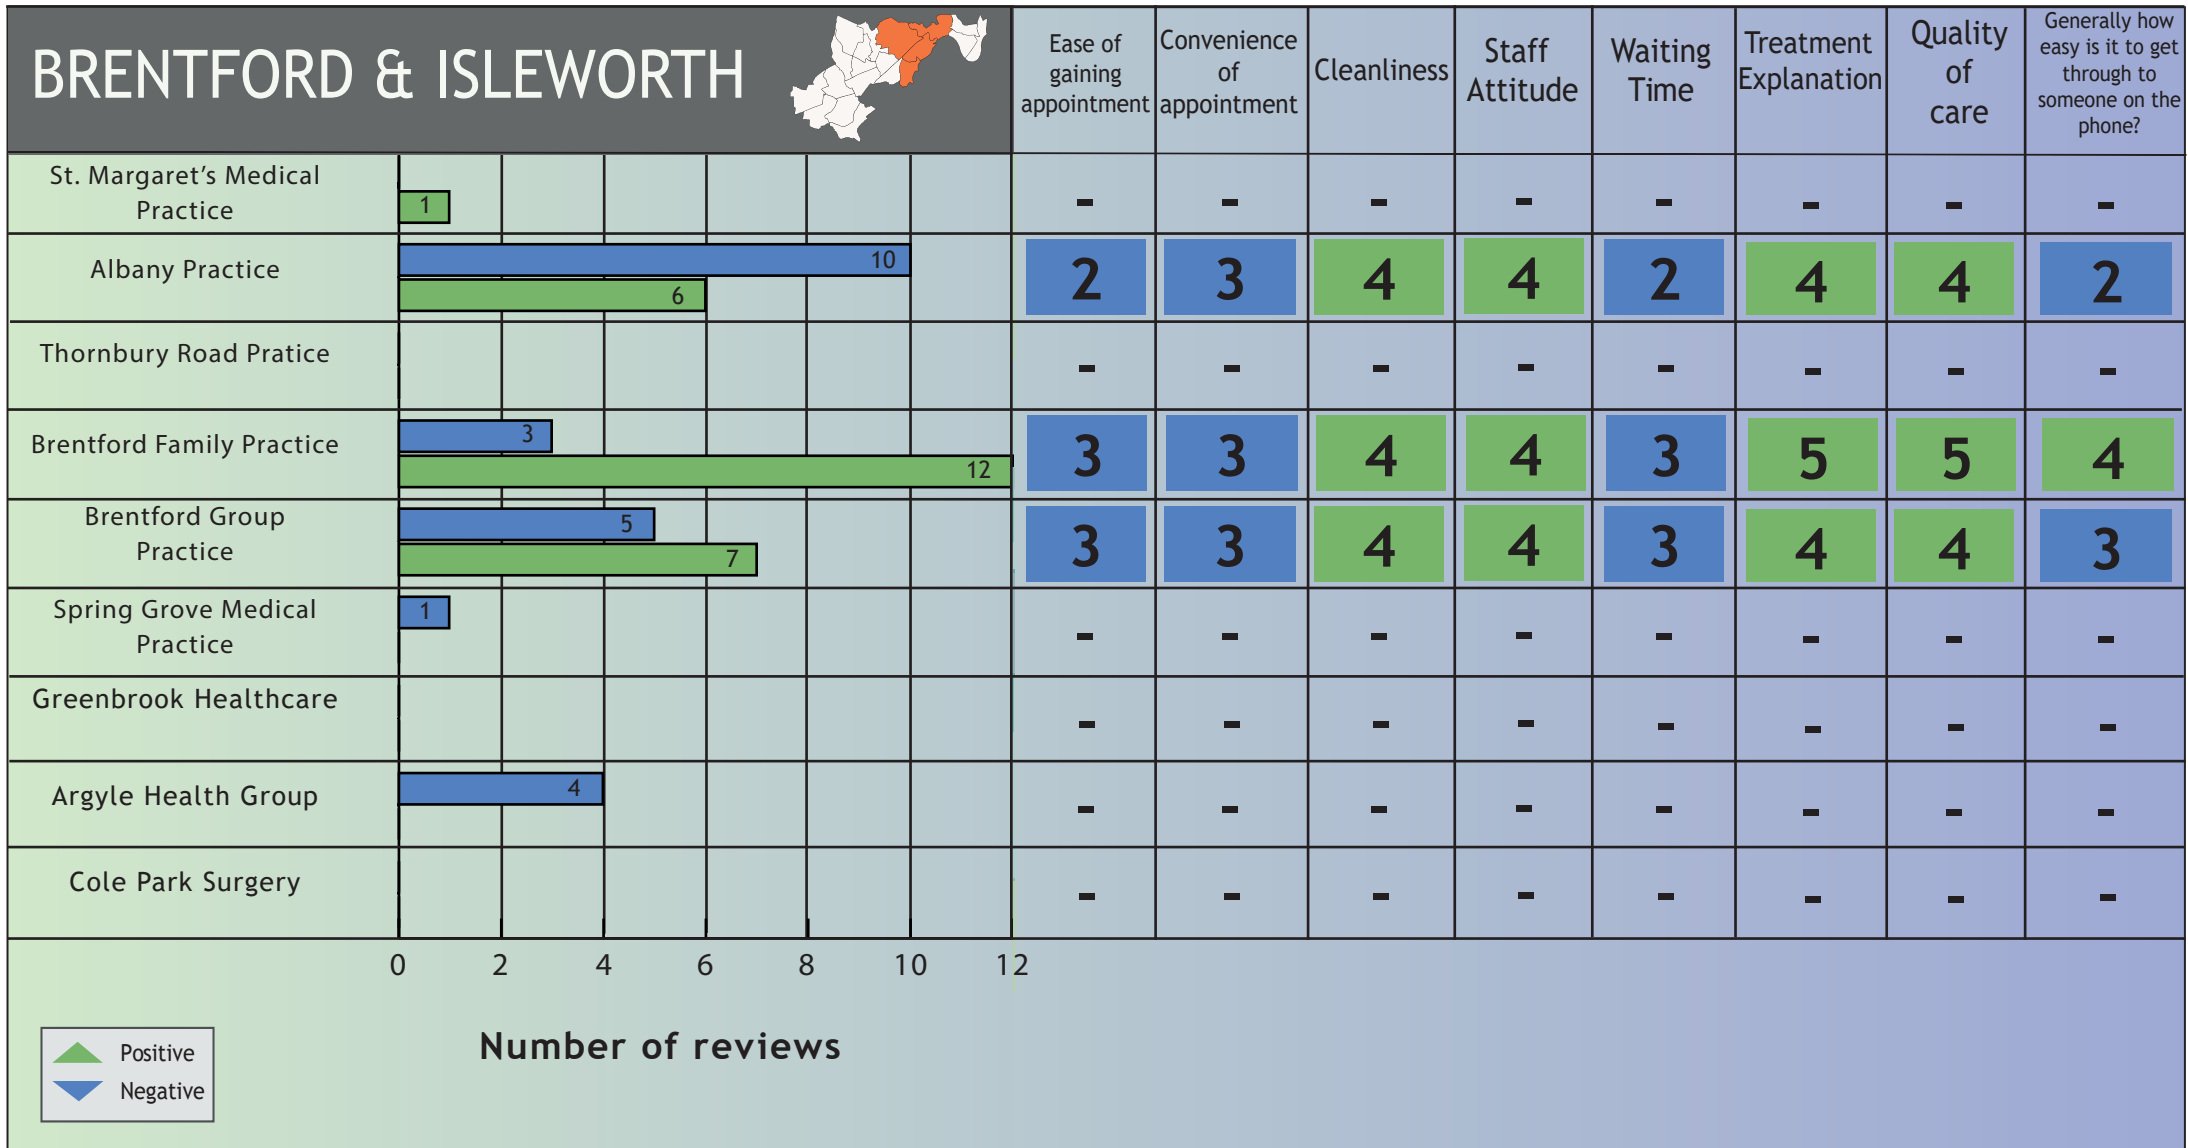 BRENTFORD & ISLEWORTH
Ease of
gaining
appointment
Convenience
of
appointment
Cleanliness
Staff
Attitude
Waiting
Time
Treatment
Explanation
Quality
of
care
Generally how
easy is it to get
through to
someone on the
phone?
St. Margaret's Medical
Practice
1
- - - - - - - -
Albany Practice
10
6
2 3 4 4 2 4 4 2
Thornbury Road Pratice
- - - - - - - -
Brentford Family Practice
3
12
3 3 4 4 3 5 5 4
Brentford Group
Practice
5
7
3 3 4 4 3 4 4 3
Spring Grove Medical
Practice
1
- - - - - - - -
Greenbrook Healthcare
- - - - - - - -
Argyle Health Group
4
- - - - - - - -
Cole Park Surgery
- - - - - - - -
0 2 4 6 8 10 12
Number of reviews
Positive
Negative